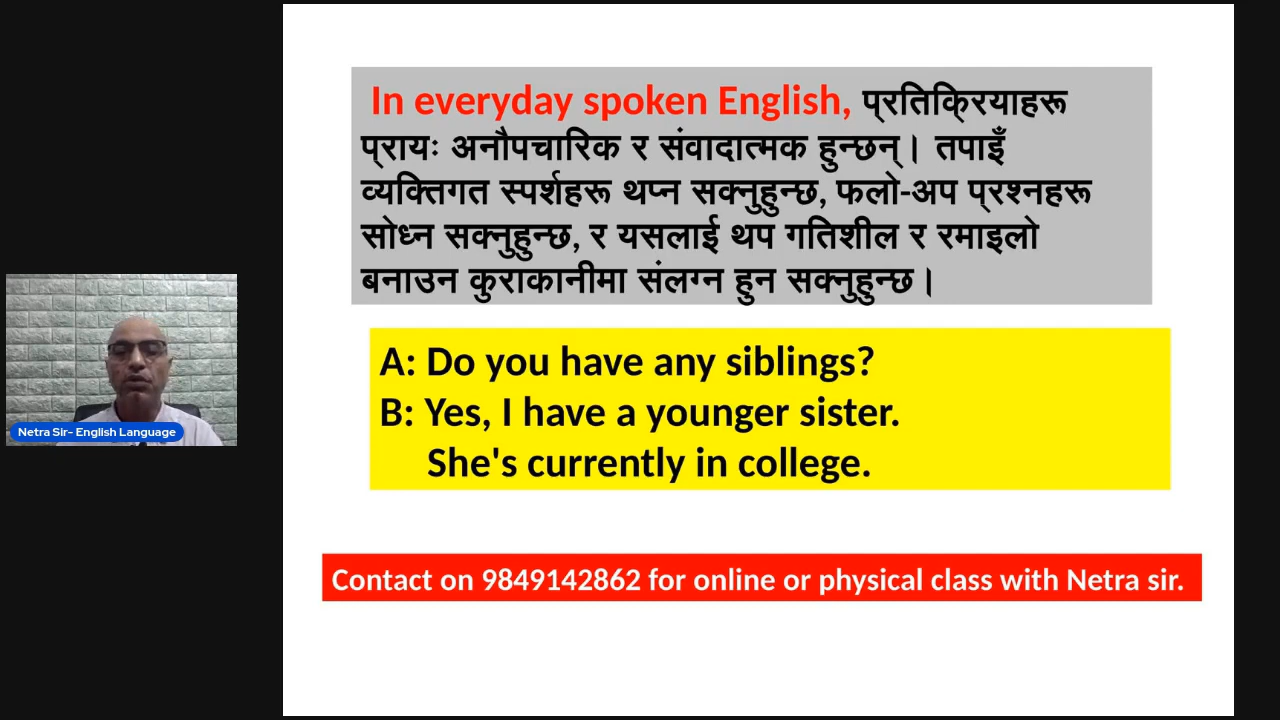 In everyday spoken English, प्रतिक्रियाहरू
प्रायः अनौपचारिक र संवादात्मक हुन्छन्। तपाइँ
व्यक्तिगत स्पर्शहरू थप्न सक्नुहुन्छ, फलो-अप प्रश्नहरू
सोध्न सक्नुहुन्छ, र यसलाई थप गतिशील र रमाइलो
बनाउन कुराकानीमा संलग्न हुन सक्नुहुन्छ।
A: Do you have any siblings?
B: Yes, I have a younger sister.
She's currently in college.
Netra Sir- English Language
Contact on 9849142862 for online or physical class with Netra sir.